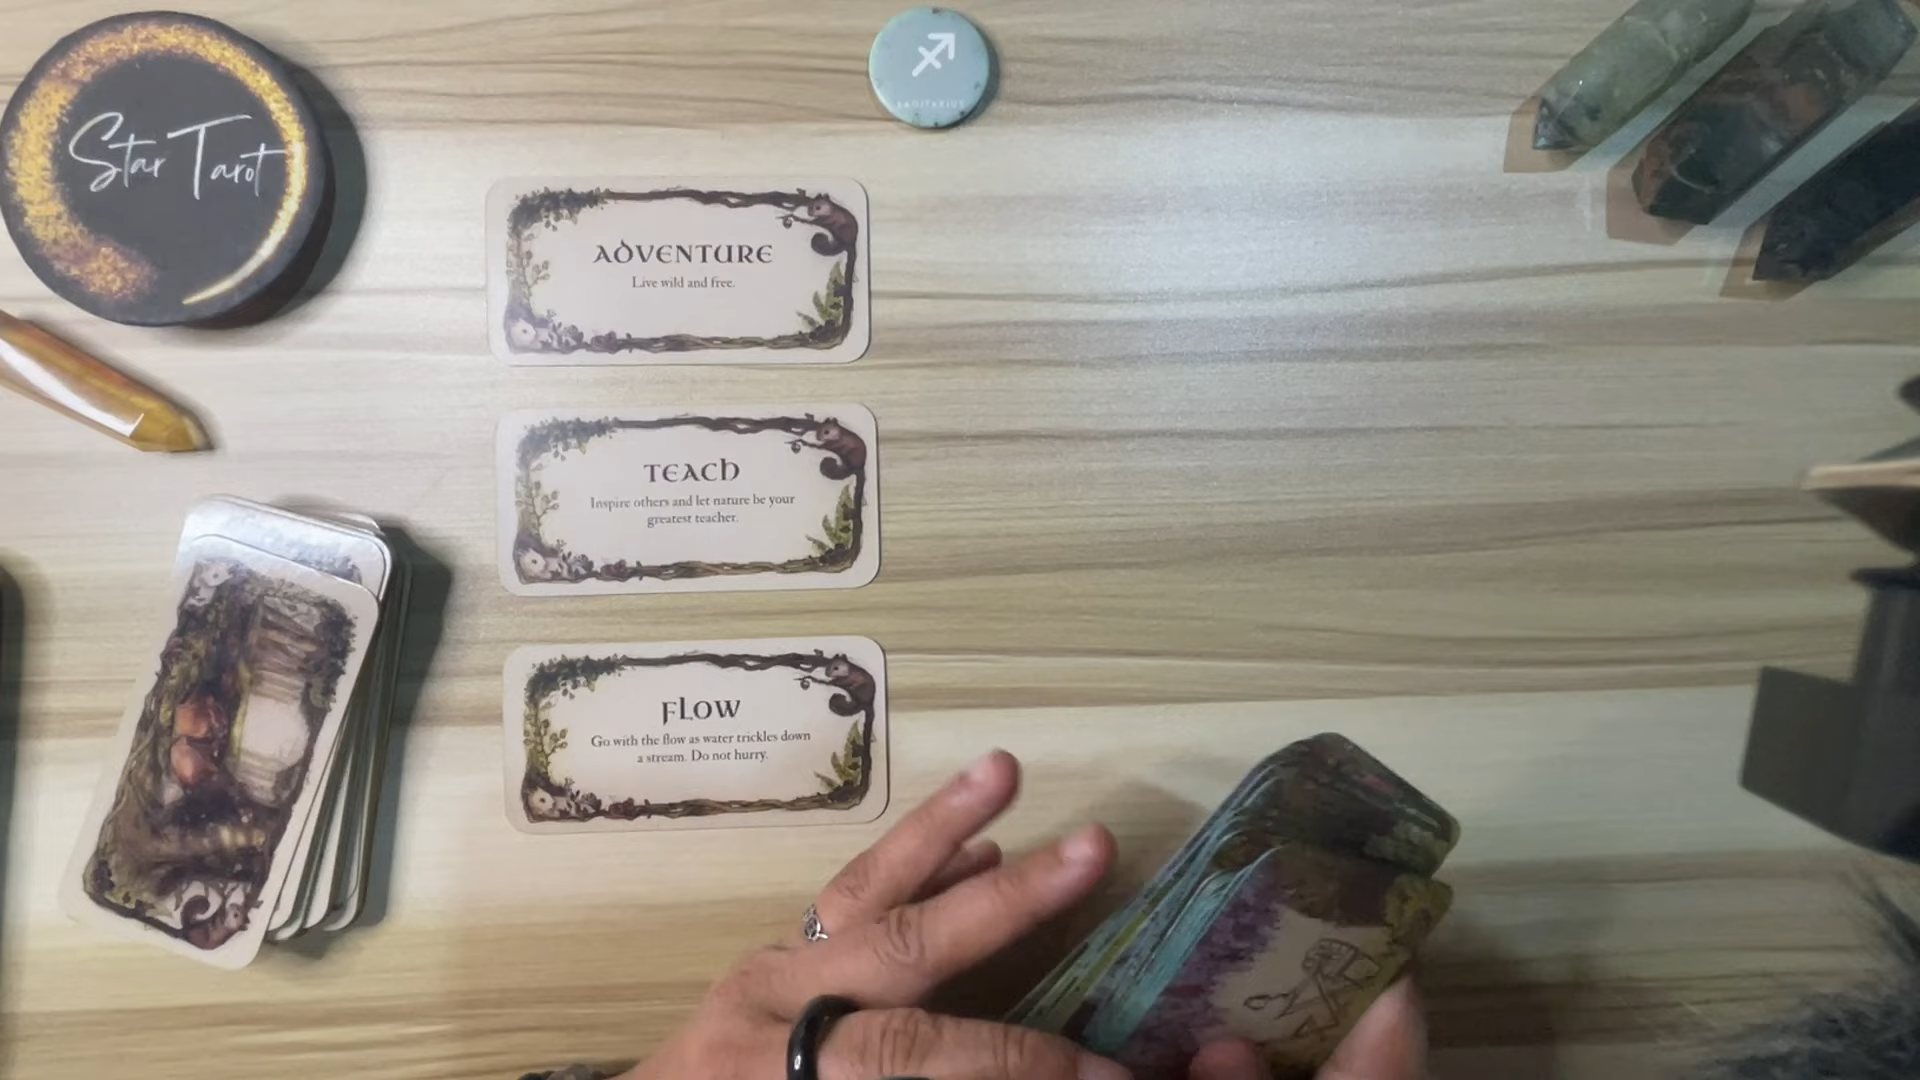 Star Tarot
SAGITTARIUS
ADVENTURE
Live wild and free.
TEACH
Inspire others and let nature be your
greatest teacher.
FLOW
Go with the flow as water trickles down
a stream. Do not hurry.